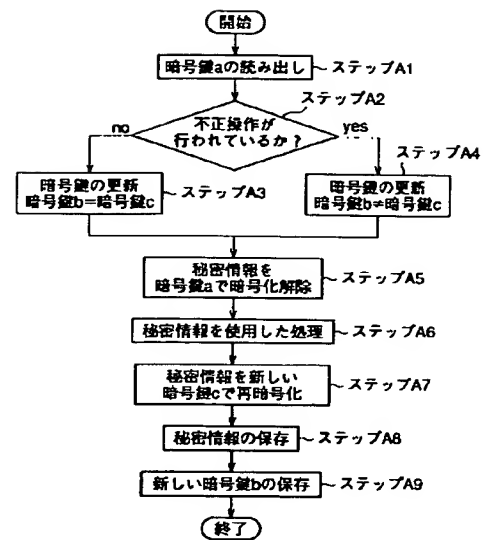 開始
暗号鍵aの読み出し
ステップA1
ステップA2
不正操作が
行われているか？
no
yes
ステップA4
暗号鍵の更新
暗号鍵b=暗号鍵c
ステップA3
暗号鍵の更新
暗号鍵b≠暗号鍵c
秘密情報を
暗号鍵aで暗号化解除
ステップA5
秘密情報を使用した処理
ステップA6
秘密情報を新しい
暗号鍵cで再暗号化
ステップA7
秘密情報の保存
ステップA8
新しい暗号鍵bの保存
ステップA9
終了